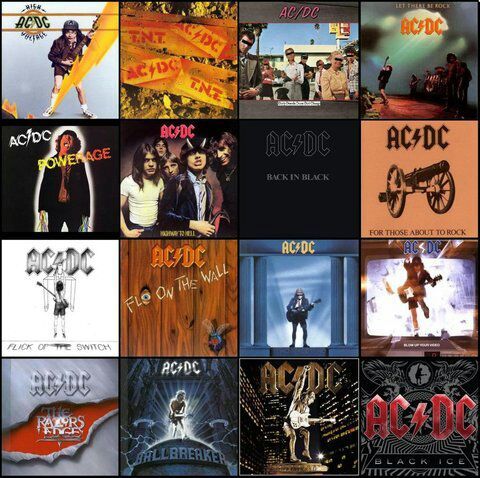 HIGH
AC/DC
VOLTAGE
T.N.T.
AC/DC
AC/DC
T.N.T.
AC/DC
LET THERE BE ROCK
AC/DC
AC/DC
POWERAGE
AC/DC
HIGHWAY TO HELL
AC/DC
BACK IN BLACK
AC/DC
FOR THOSE ABOUT TO ROCK
AC/DC
FLICK OF THE SWITCH
AC/DC
FLY ON THE WALL
AC/DC
AC/DC
BLOW UP YOUR VIDEO
AC/DC
THE
RAZORS
EDGE
AC/DC
BALLBREAKER
AC/DC
AC/DC
BLACK ICE